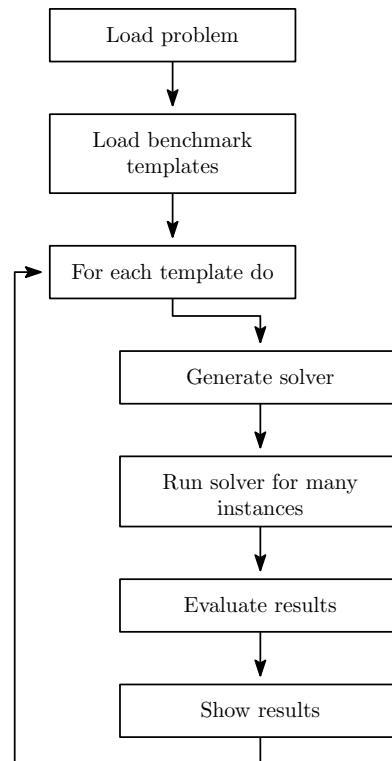 Load problem
Load benchmark
templates
For each template do
Generate solver
Run solver for many
instances
Evaluate results
Show results